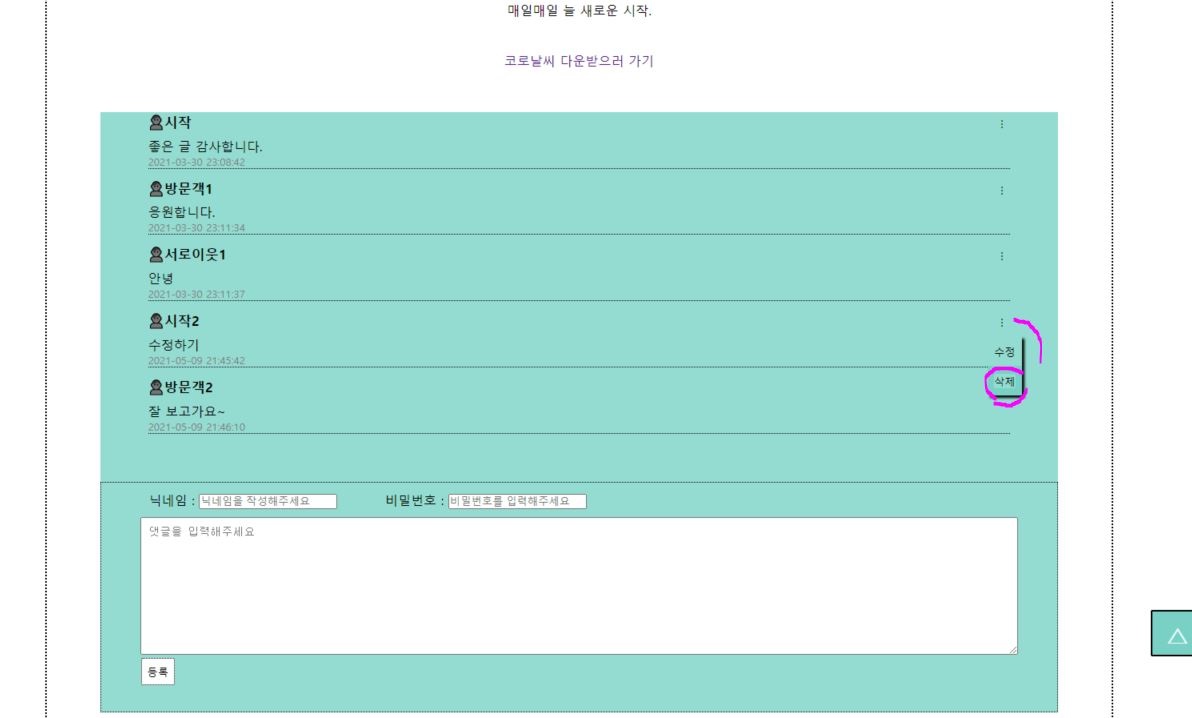 매일매일 늘 새로운 시작.
코로날씨 다운받으러 가기
시작
좋은 글 감사합니다.
2021-03-30 23:08:42
방문객1
응원합니다.
2021-03-30 23:11:34
서로이웃1
안녕
2021-03-30 23:11:37
시작2
수정하기
2021-05-09 21:45:42
수정
삭제
방문객2
잘 보고가요~
2021-05-09 21:46:10
닉네임 : 닉네임을 작성해주세요 비밀번호 : 비밀번호를 입력해주세요
댓글을 입력해주세요
등록